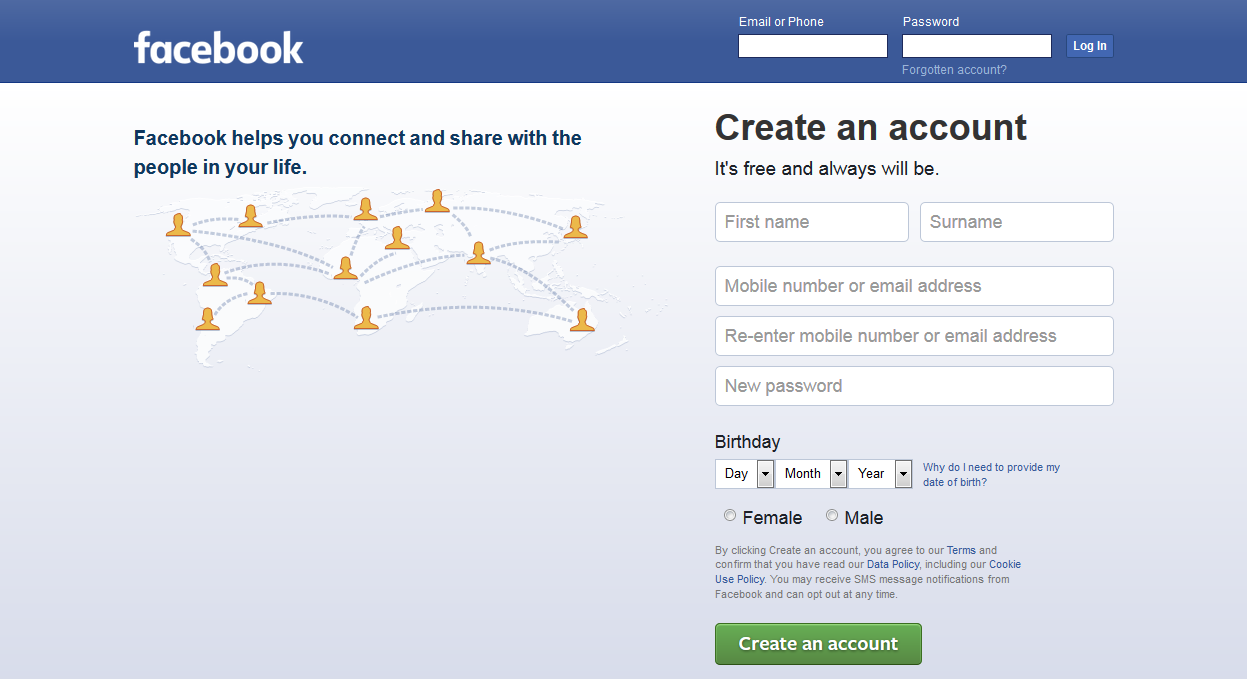 facebook
Email or Phone
Password
Log In
Forgotten account?
Facebook helps you connect and share with the
people in your life.
Create an account
It's free and always will be.
First name
Surname
Mobile number or email address
Re-enter mobile number or email address
New password
Birthday
Day
Month
Year
Why do I need to provide my
date of birth?
Female
Male
By clicking Create an account, you agree to our Terms and
confirm that you have read our Data Policy, including our Cookie
Use Policy. You may receive SMS message notifications from
Facebook and can opt out at any time.
Create an account